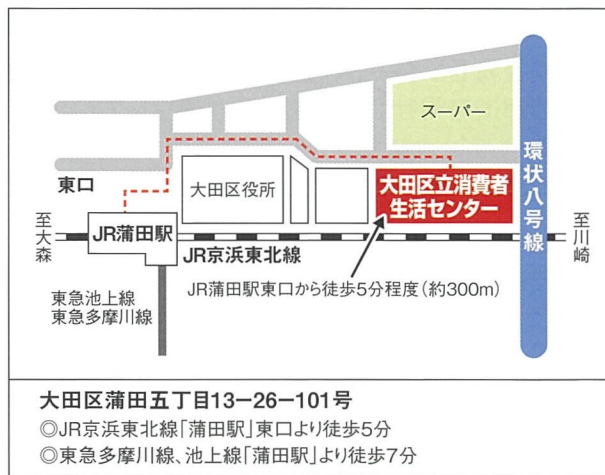 スーパー
環状八号線
東口
大田区役所
大田区立消費者
生活センター
至大森
JR蒲田駅
至川崎
JR京浜東北線
JR蒲田駅東口から徒歩5分程度(約300m)
東急池上線
東急多摩川線
大田区蒲田五丁目13−26−101号
◎JR京浜東北線「蒲田駅」東口より徒歩5分
◎東急多摩川線、池上線「蒲田駅」より徒歩7分